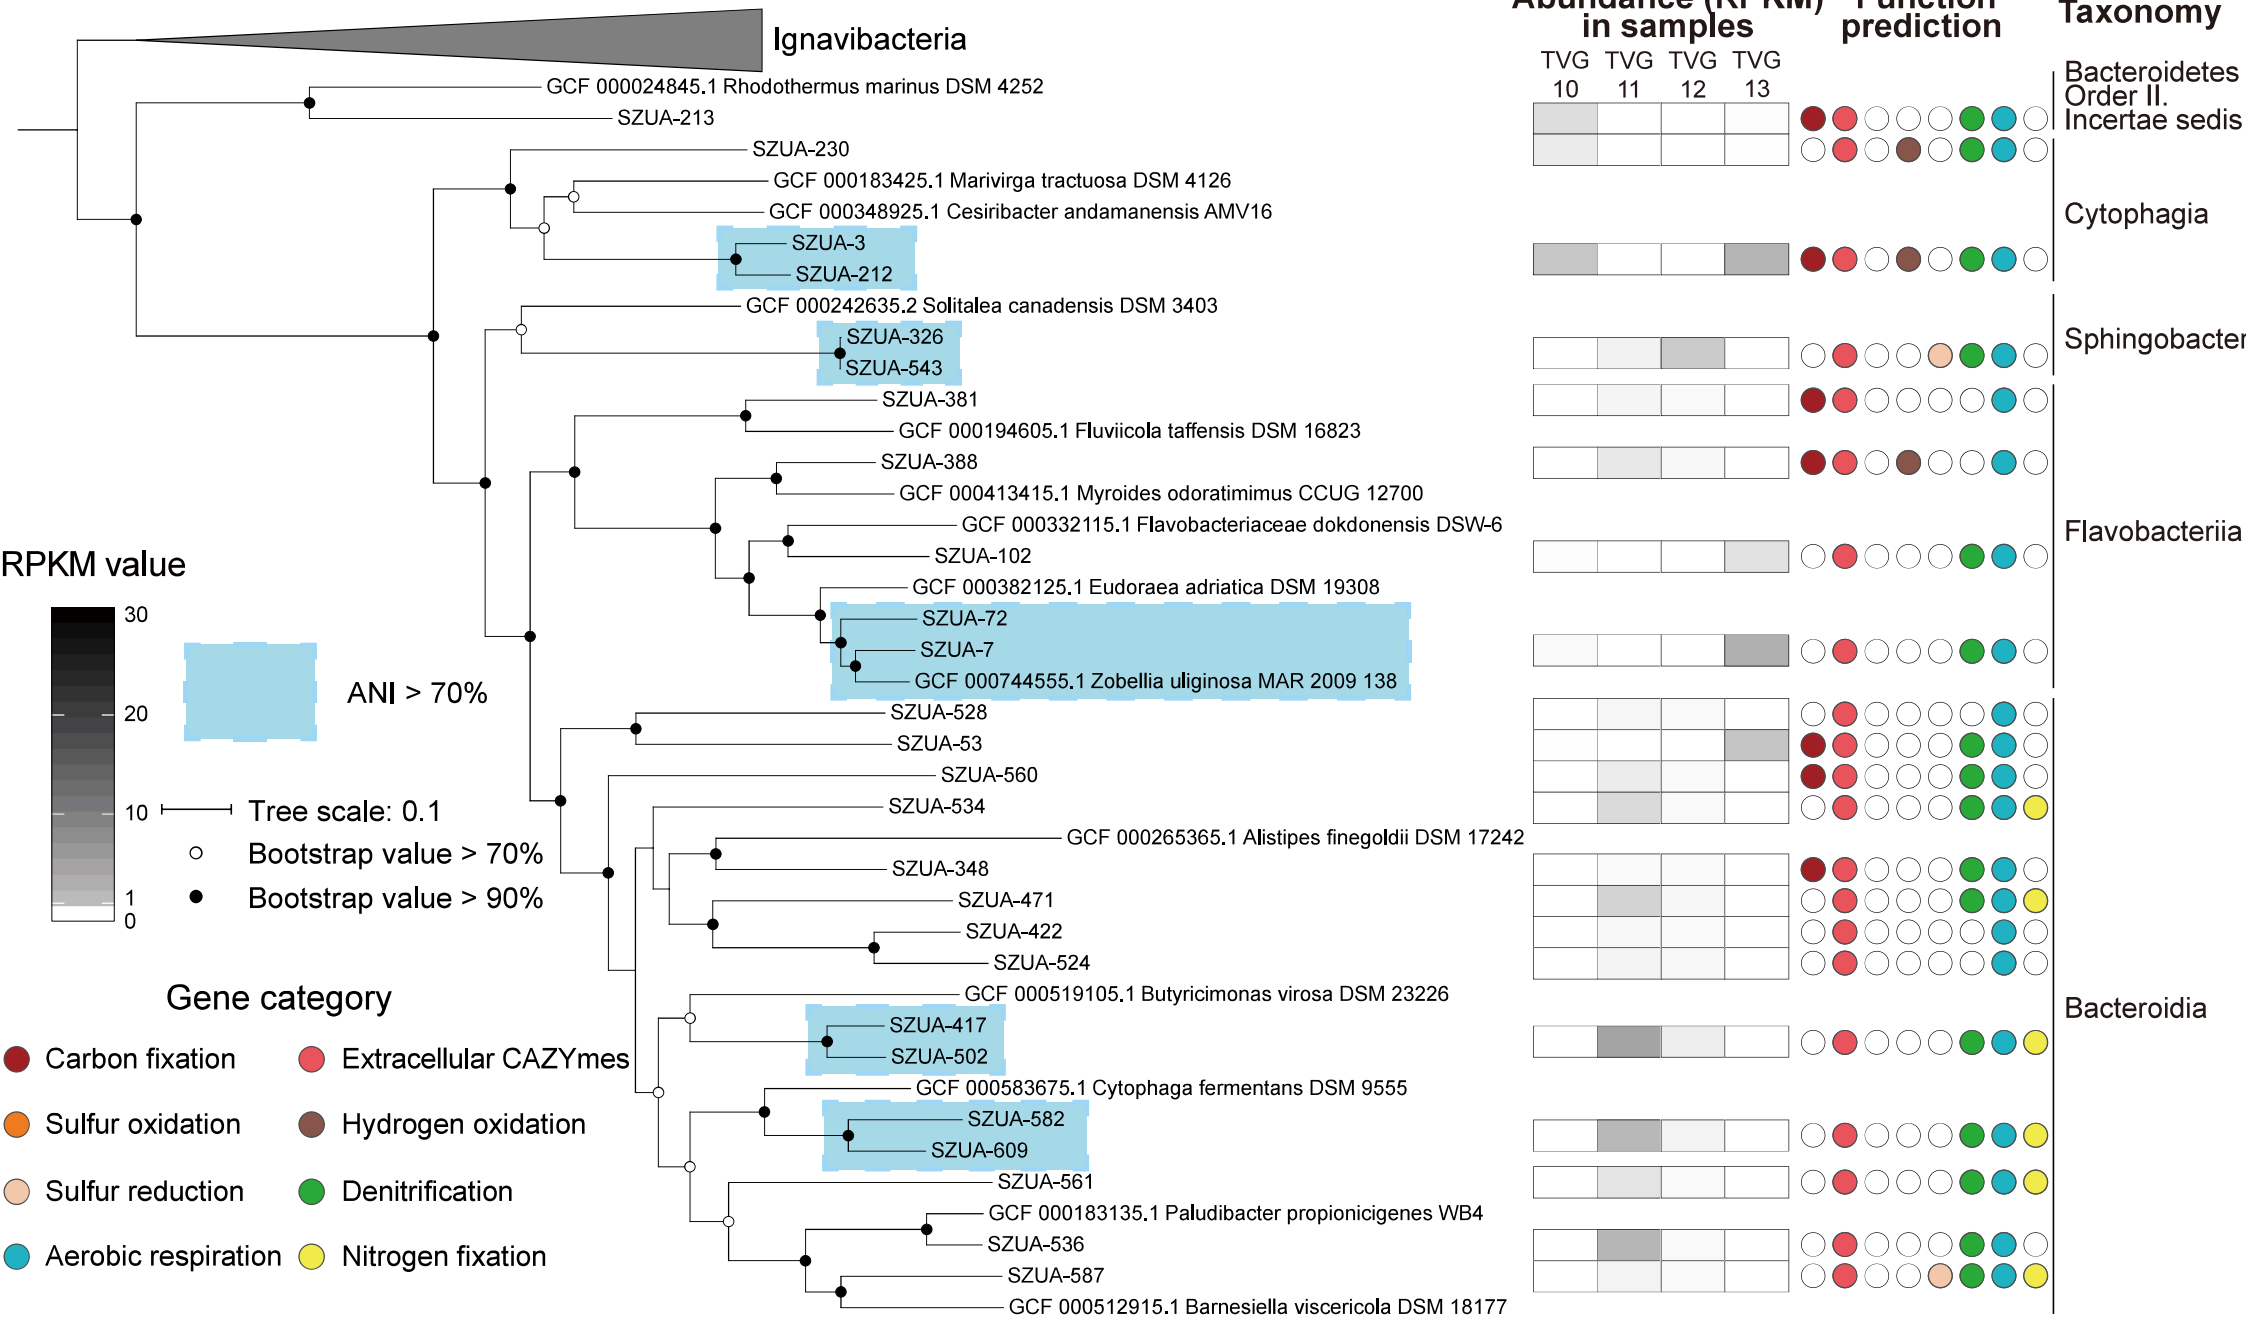 Abundance (RPKM)
in samples
Function
prediction
Taxonomy
TVG TVG TVG TVG
10 11 12 13
Ignavibacteria
GCF 000024845.1 Rhodothermus marinus DSM 4252
SZUA-213
Bacteroidetes
Order II.
Incertae sedis
SZUA-230
GCF 000183425.1 Marivirga tractuosa DSM 4126
GCF 000348925.1 Cesiribacter andamanensis AMV16
Cytophagia
SZUA-3
SZUA-212
GCF 000242635.2 Solitalea canadensis DSM 3403
SZUA-326
Sphingobacter
SZUA-543
SZUA-381
GCF 000194605.1 Fluviicola taffensis DSM 16823
SZUA-388
GCF 000413415.1 Myroides odoratimimus CCUG 12700
GCF 000332115.1 Flavobacteriaceae dokdonensis DSW-6
Flavobacteriia
SZUA-102
GCF 000382125.1 Eudoraea adriatica DSM 19308
SZUA-72
SZUA-7
GCF 000744555.1 Zobellia uliginosa MAR 2009 138
SZUA-528
SZUA-53
SZUA-560
SZUA-534
GCF 000265365.1 Alistipes finegoldii DSM 17242
SZUA-348
SZUA-471
SZUA-422
SZUA-524
GCF 000519105.1 Butyricimonas virosa DSM 23226
Bacteroidia
SZUA-417
SZUA-502
GCF 000583675.1 Cytophaga fermentans DSM 9555
SZUA-582
SZUA-609
SZUA-561
GCF 000183135.1 Paludibacter propionicigenes WB4
SZUA-536
SZUA-587
GCF 000512915.1 Barnesiella viscericola DSM 18177
RPKM value
30
20
10
1
0
ANI > 70%
Tree scale: 0.1
Bootstrap value > 70%
Bootstrap value > 90%
Gene category
Carbon fixation
Extracellular CAZYmes
Sulfur oxidation
Hydrogen oxidation
Sulfur reduction
Denitrification
Aerobic respiration
Nitrogen fixation